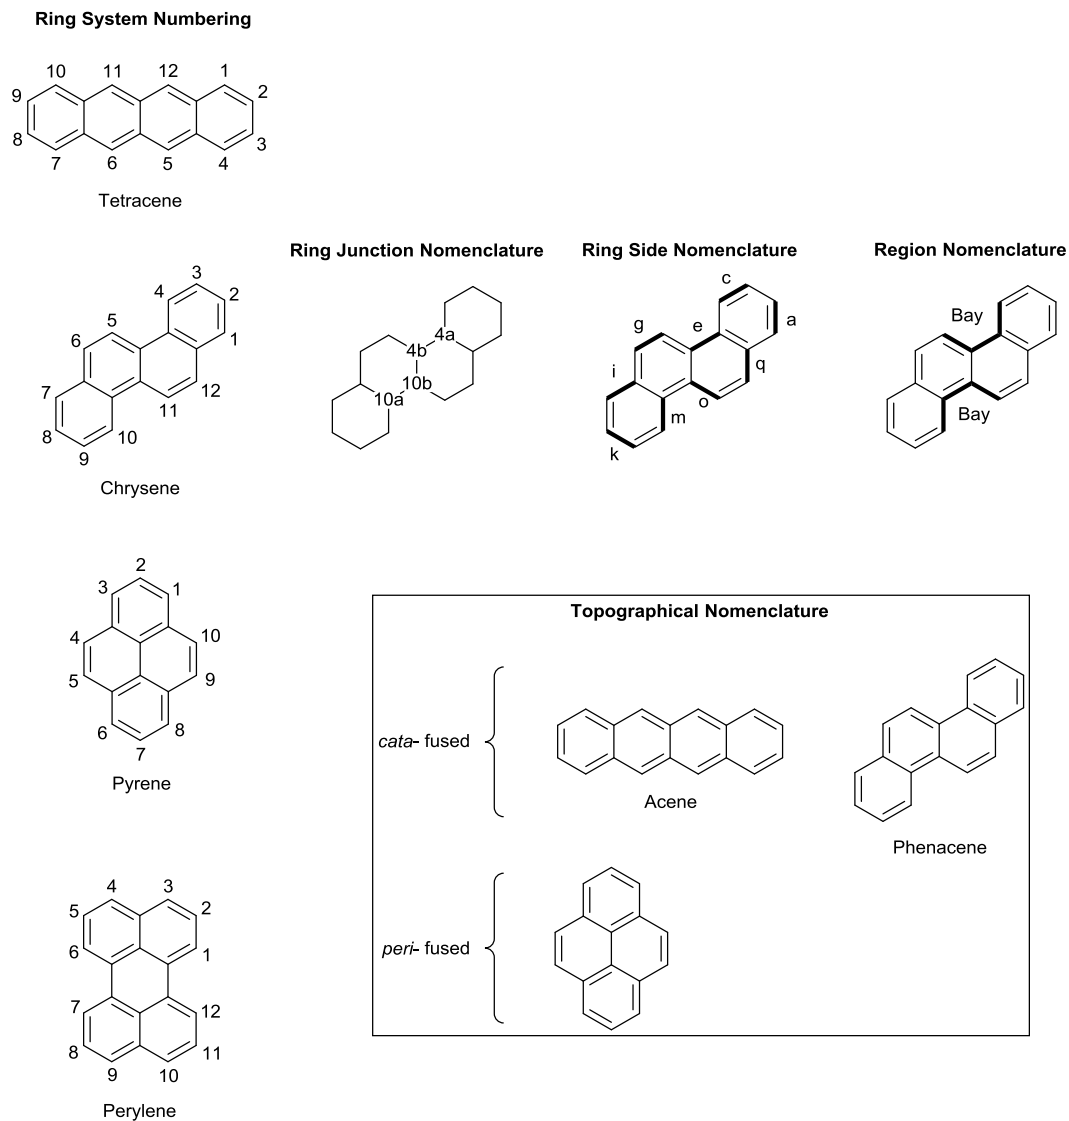 Ring System Numbering
10 11 12 1
9 2
8 3
7 6 5 4
Tetracene
Ring Junction Nomenclature Ring Side Nomenclature Region Nomenclature
3
4 2
5 1
6
7 12
11
8 10
9
Chrysene
4a
4b
10b
10a
c
g e a
i q
o
m
k
Bay
Bay
2
3 1
4 10
5 9
6 8
7
Pyrene
Topographical Nomenclature
cata- fused
Acene
Phenacene
peri- fused
4 3
5 2
6 1
7 12
8 11
9 10
Perylene